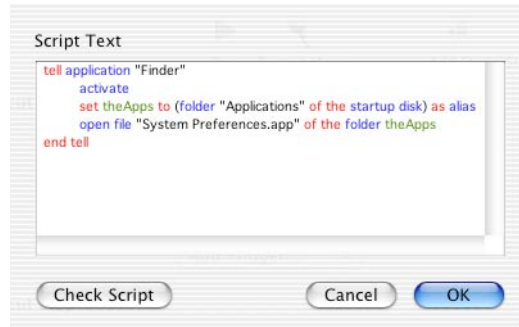 Script Text
tell application "Finder"
activate
set theApps to (folder "Applications" of the startup disk) as alias
open file "System Preferences.app" of the folder theApps
end tell
Check Script
Cancel
OK